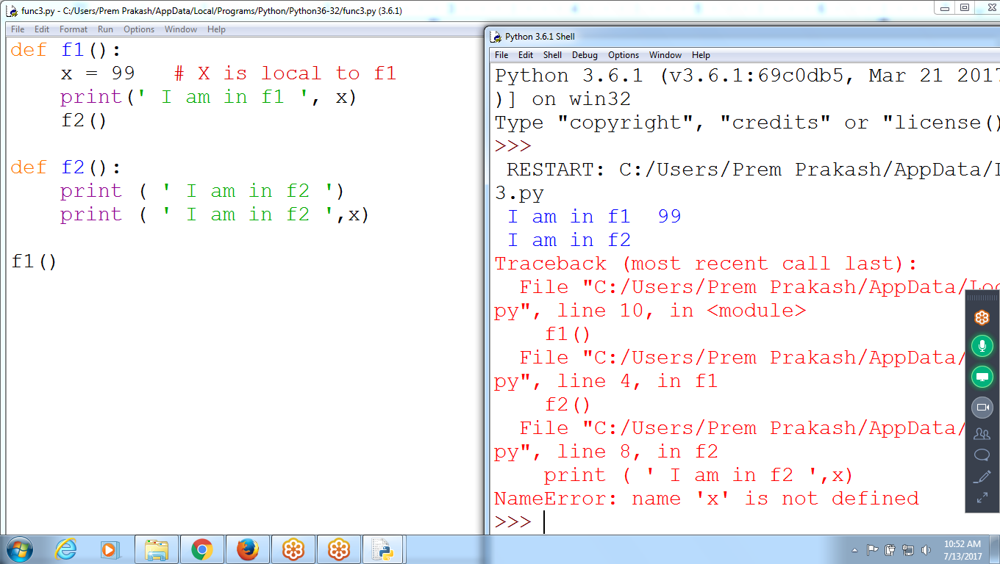 func3.py - C:/Users/Prem Prakash/AppData/Local/Programs/Python/Python36-32/func3.py (3.6.1)
File Edit Format Run Options Window Help
def f1():
    x = 99   # X is local to f1
    print(' I am in f1 ', x)
    f2()
def f2():
    print ( ' I am in f2 ')
    print ( ' I am in f2 ',x)
f1()
Python 3.6.1 Shell
File Edit Shell Debug Options Window Help
Python 3.6.1 (v3.6.1:69c0db5, Mar 21 2017
)] on win32
Type "copyright", "credits" or "license()
>>>
 RESTART: C:/Users/Prem Prakash/AppData/
3.py
 I am in f1  99
 I am in f2
Traceback (most recent call last):
  File "C:/Users/Prem Prakash/AppData/Loc
py", line 10, in <module>
    f1()
  File "C:/Users/Prem Prakash/AppData/
py", line 4, in f1
    f2()
  File "C:/Users/Prem Prakash/AppData/
py", line 8, in f2
    print ( ' I am in f2 ',x)
NameError: name 'x' is not defined
>>>
10:52 AM
7/13/2017